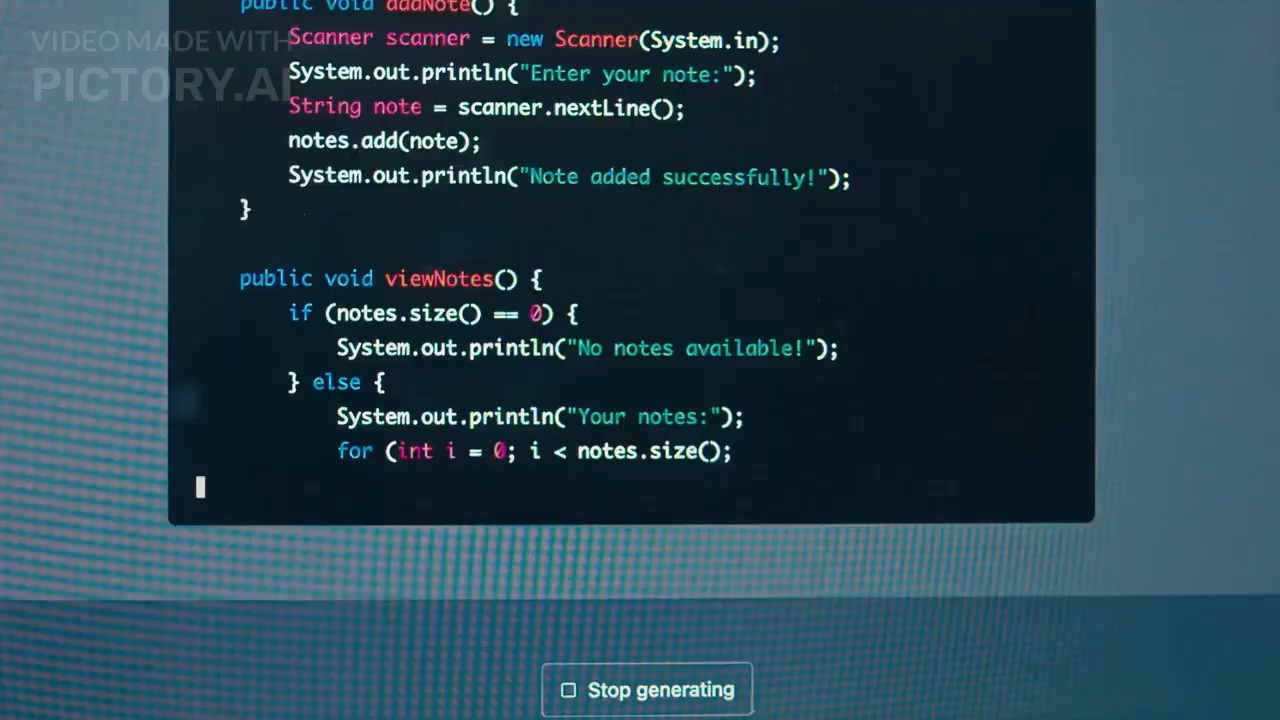 public void addNote() {
VIDEO MADE WITH
PICTORY.AI
Scanner scanner = new Scanner(System.in);
System.out.println("Enter your note:");
String note = scanner.nextLine();
notes.add(note);
System.out.println("Note added successfully!");
}
public void viewNotes() {
if (notes.size() == 0) {
System.out.println("No notes available!");
} else {
System.out.println("Your notes:");
for (int i = 0; i < notes.size();
Stop generating